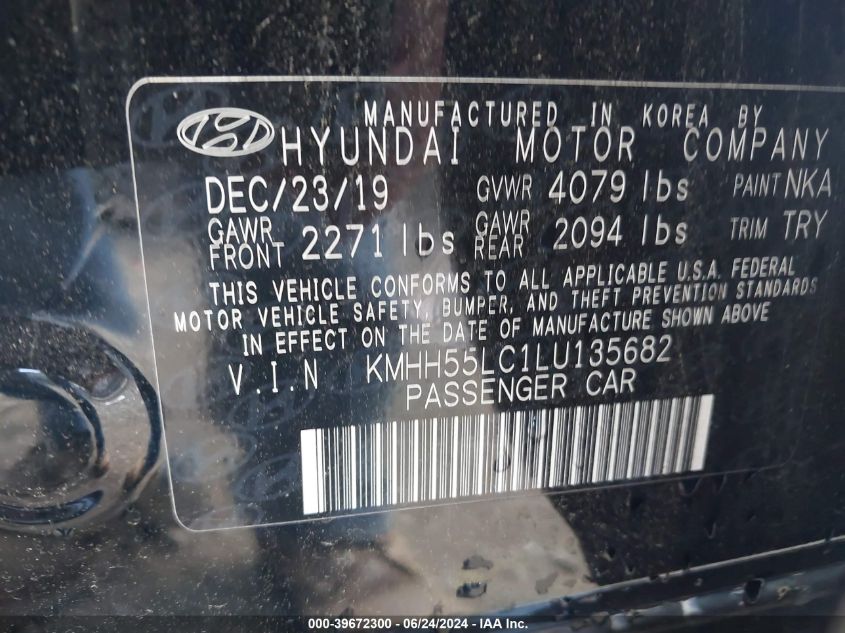 MANUFACTURED IN KOREA BY
HYUNDAI MOTOR COMPANY
DEC/23/19 GVWR 4079 lbs PAINT NKA
GAWR FRONT 2271 lbs GAWR REAR 2094 lbs TRIM TRY
THIS VEHICLE CONFORMS TO ALL APPLICABLE U.S.A. FEDERAL
MOTOR VEHICLE SAFETY, BUMPER, AND THEFT PREVENTION STANDARDS
IN EFFECT ON THE DATE OF MANUFACTURE SHOWN ABOVE
V.I.N KMHH55LC1LU135682
PASSENGER CAR
000-39672300 - 06/24/2024 - IAA Inc.